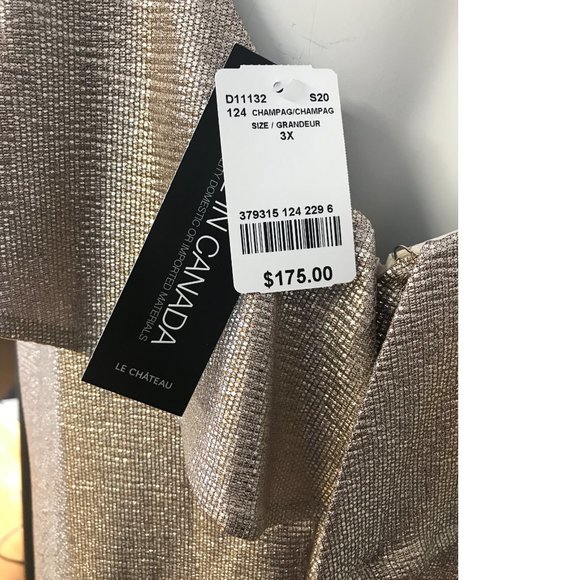 D11132 S20
124 CHAMPAG/CHAMPAG
SIZE / GRANDEUR
3X
379315 124 229 6
$175.00
IN CANADA
DOMESTIC OR IMPORTED MATERIALS
LE CHÂTEAU